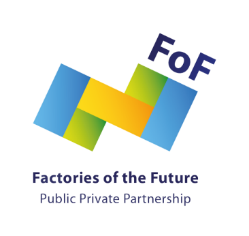 FoF
Factories of the Future
Public Private Partnership